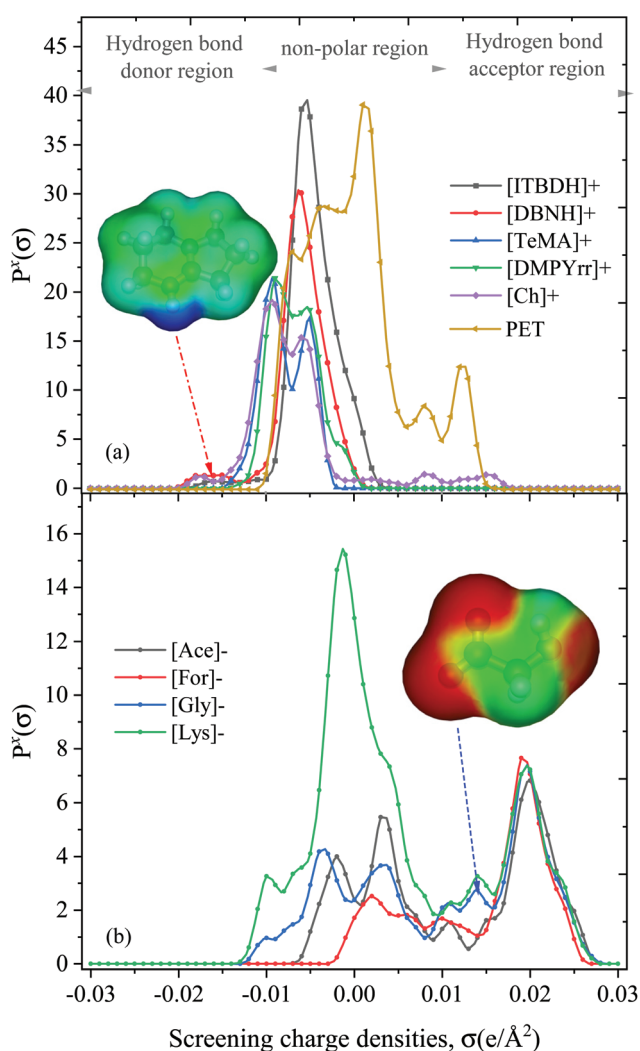 Hydrogen bond
donor region
non-polar region
Hydrogen bond
acceptor region
40
35
30
25
20
15
10
5
0
Pˣ(σ)
[ITBDH]+
[DBNH]+
[TeMA]+
[DMPYrr]+
[Ch]+
PET
(a)
16
14
12
10
8
6
4
2
0
Pˣ(σ)
[Ace]-
[For]-
[Gly]-
[Lys]-
(b)
-0.03 -0.02 -0.01 0.00 0.01 0.02 0.03
Screening charge densities, σ(e/Å²)